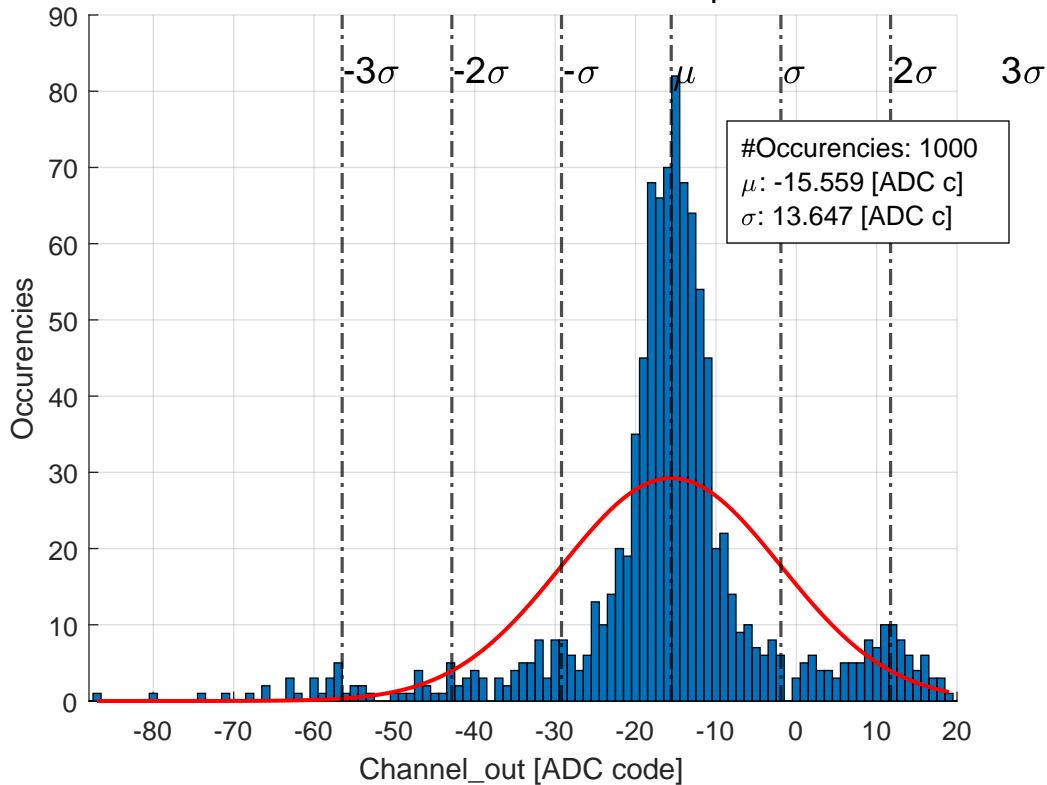 90
80
70
60
50
40
30
20
10
0
Occurencies
-3σ -2σ -σ μ σ 2σ 3σ
#Occurencies: 1000
μ: -15.559 [ADC c]
σ: 13.647 [ADC c]
-80 -70 -60 -50 -40 -30 -20 -10 0 10 20
Channel_out [ADC code]